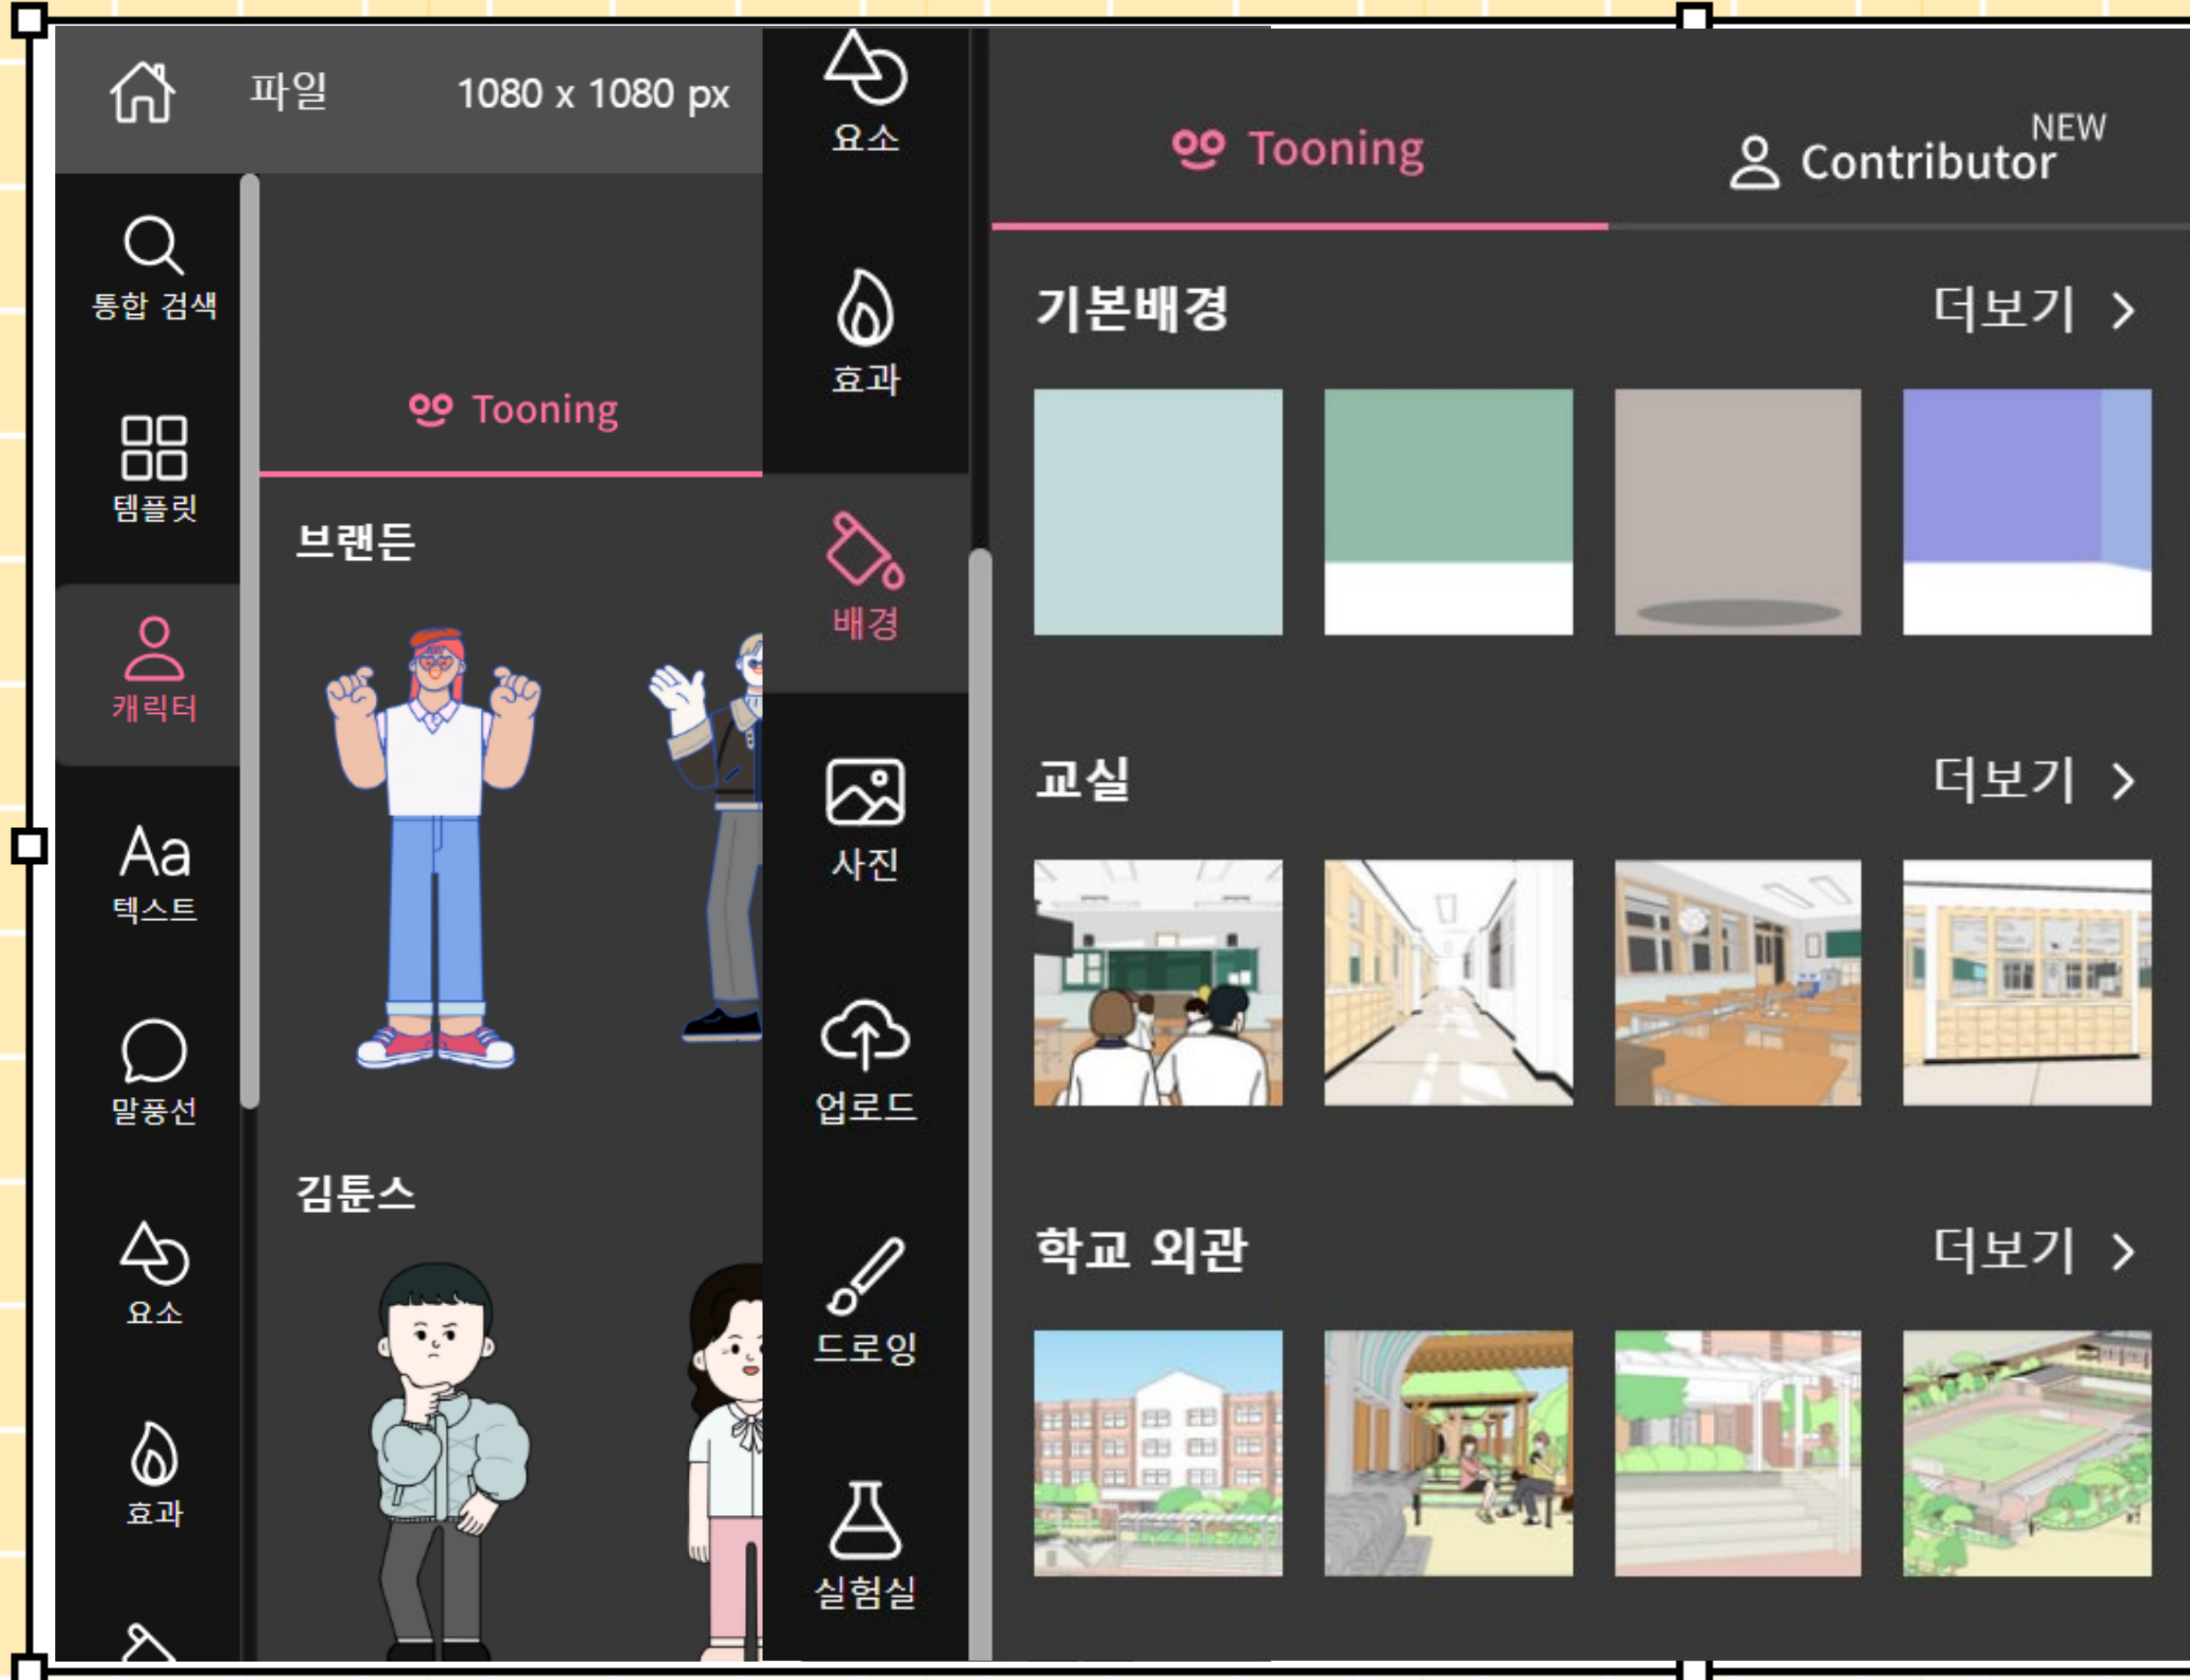 파일
1080 x 1080 px
통합 검색
템플릿
캐릭터
Aa
텍스트
말풍선
요소
효과
Tooning
브랜든
김툰스
요소
효과
배경
사진
업로드
드로잉
실험실
Tooning
Contributor NEW
기본배경 더보기 >
교실 더보기 >
학교 외관 더보기 >